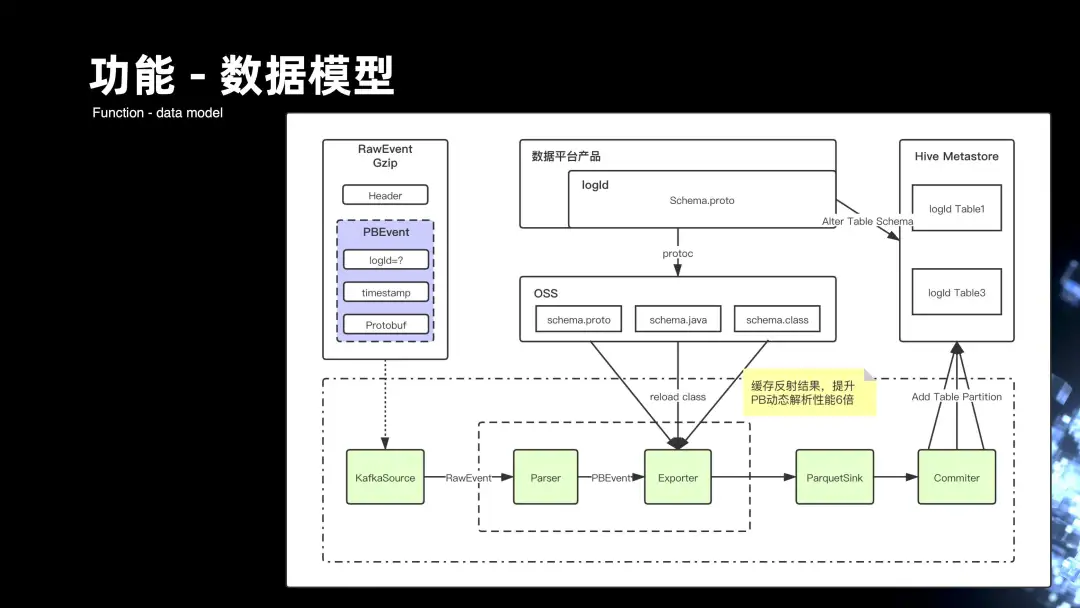 功能 - 数据模型
Function - data model
RawEvent
Gzip
Header
PBEvent
logId=?
timestamp
Protobuf
数据平台产品
logId
Schema.proto
Alter Table Schema
Hive Metastore
logId Table1
logId Table3
protoc
OSS
schema.proto
schema.java
schema.class
reload class
缓存反射结果，提升
PB动态解析性能6倍
Add Table Partition
KafkaSource
RawEvent
Parser
PBEvent
Exporter
ParquetSink
Commiter